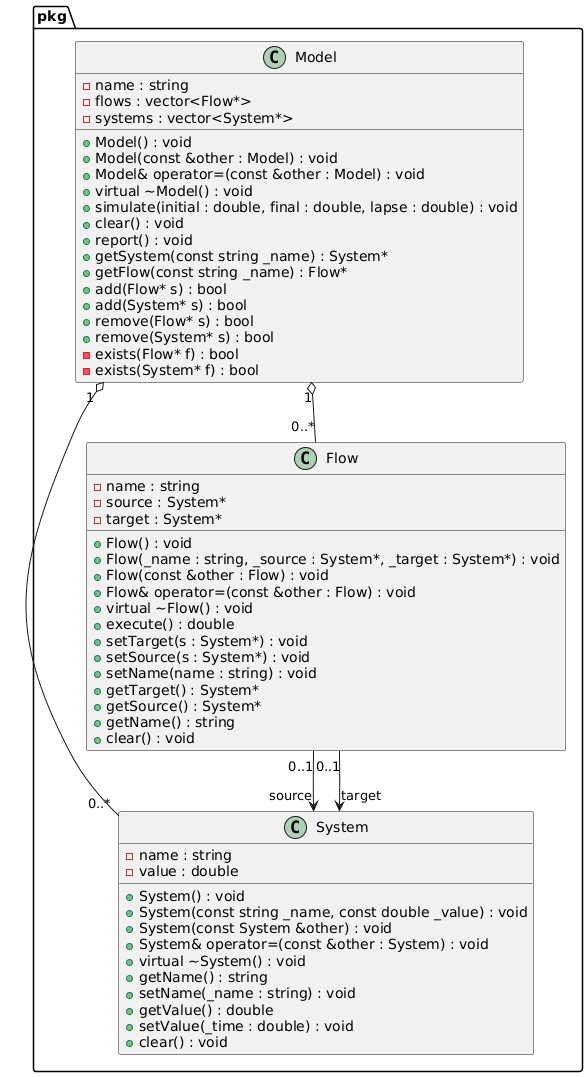 pkg
C Model
name : string
flows : vector<Flow*>
systems : vector<System*>
Model() : void
Model(const &other : Model) : void
Model& operator=(const &other : Model) : void
virtual ~Model() : void
simulate(initial : double, final : double, lapse : double) : void
clear() : void
report() : void
getSystem(const string _name) : System*
getFlow(const string _name) : Flow*
add(Flow* s) : bool
add(System* s) : bool
remove(Flow* s) : bool
remove(System* s) : bool
exists(Flow* f) : bool
exists(System* f) : bool
1 1
0..*
C Flow
name : string
source : System*
target : System*
Flow() : void
Flow(_name : string, _source : System*, _target : System*) : void
Flow(const &other : Flow) : void
Flow& operator=(const &other : Flow) : void
virtual ~Flow() : void
execute() : double
setTarget(s : System*) : void
setSource(s : System*) : void
setName(name : string) : void
getTarget() : System*
getSource() : System*
getName() : string
clear() : void
0..1 0..1
source target
0..*
C System
name : string
value : double
System() : void
System(const string _name, const double _value) : void
System(const System &other) : void
System& operator=(const &other : System) : void
virtual ~System() : void
getName() : string
setName(_name : string) : void
getValue() : double
setValue(_time : double) : void
clear() : void